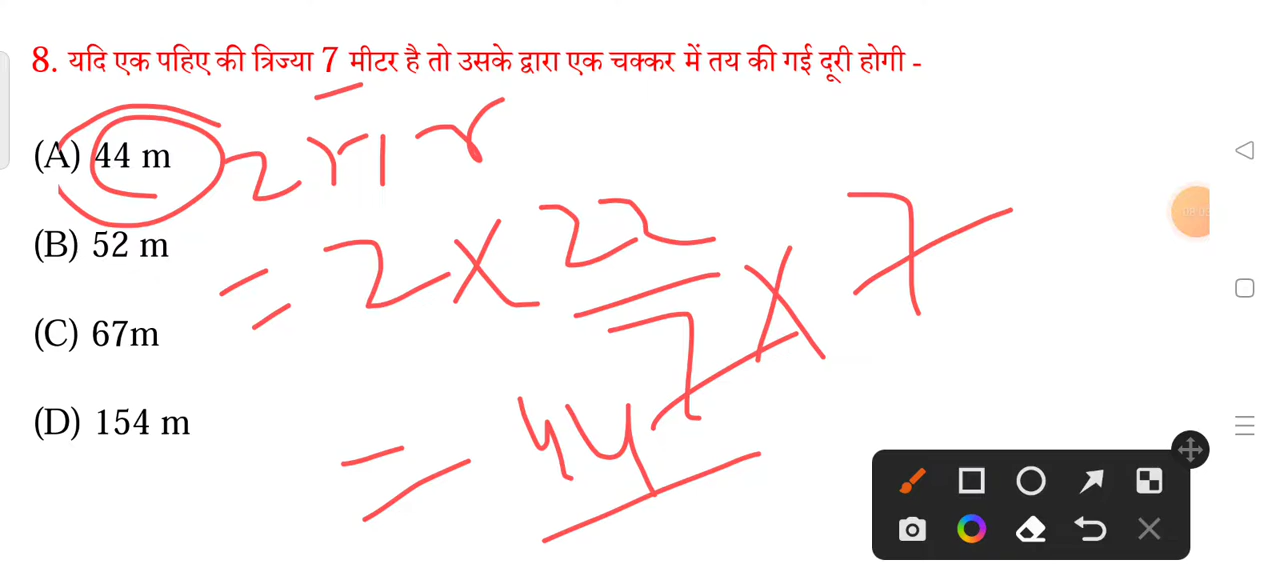 8. यदि एक पहिए की त्रिज्या 7 मीटर है तो उसके द्वारा एक चक्कर में तय की गई दूरी होगी -
(A) 44 m 2πr
(B) 52 m = 2 × 22/7 × 7
(C) 67m
(D) 154 m = 44